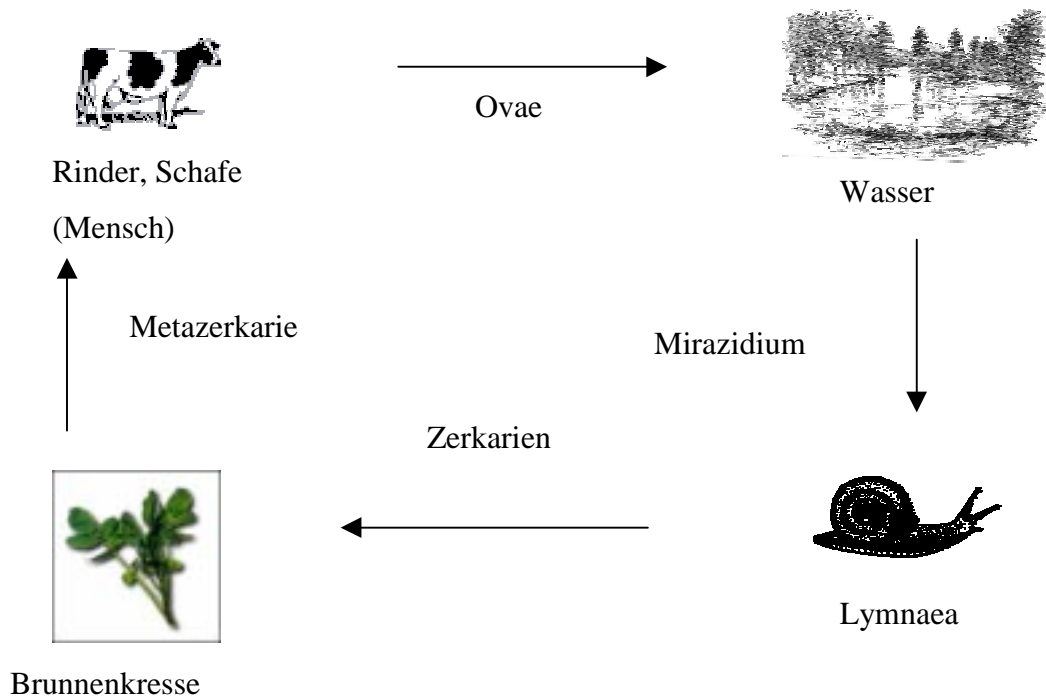 Ovae
Rinder, Schafe
(Mensch)
Wasser
Metazerkarie
Mirazidium
Zerkarien
Lymnaea
Brunnenkresse